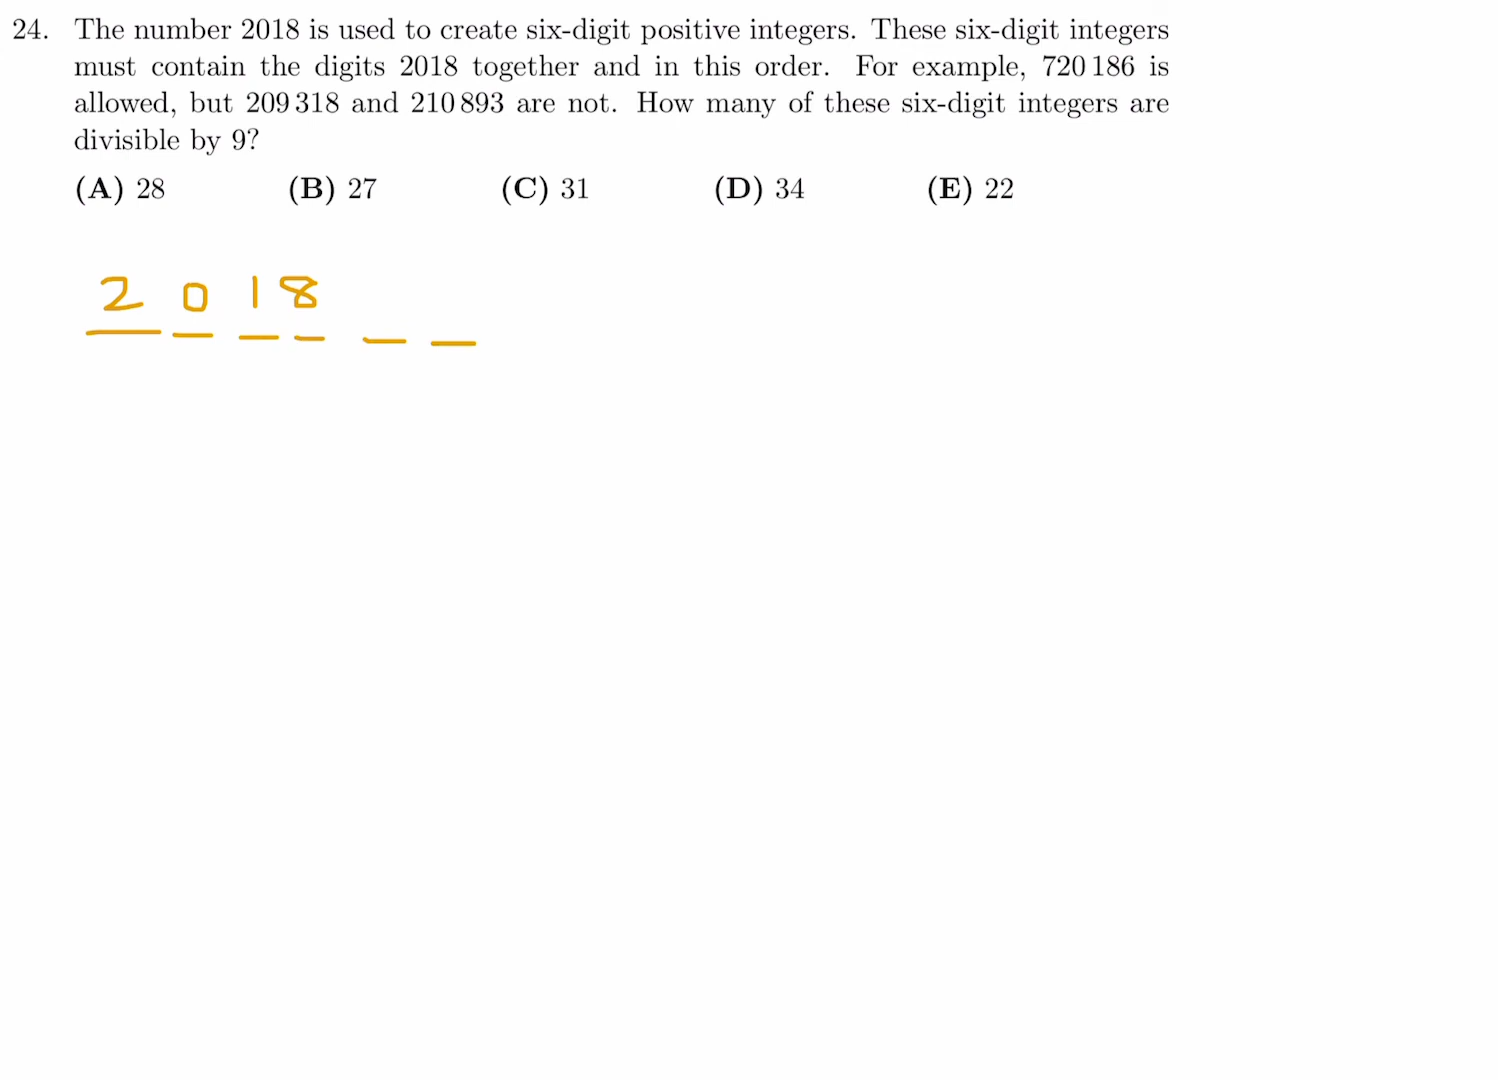 24. The number 2018 is used to create six-digit positive integers. These six-digit integers
must contain the digits 2018 together and in this order. For example, 720 186 is
allowed, but 209 318 and 210 893 are not. How many of these six-digit integers are
divisible by 9?
(A) 28 (B) 27 (C) 31 (D) 34 (E) 22
2 0 1 8